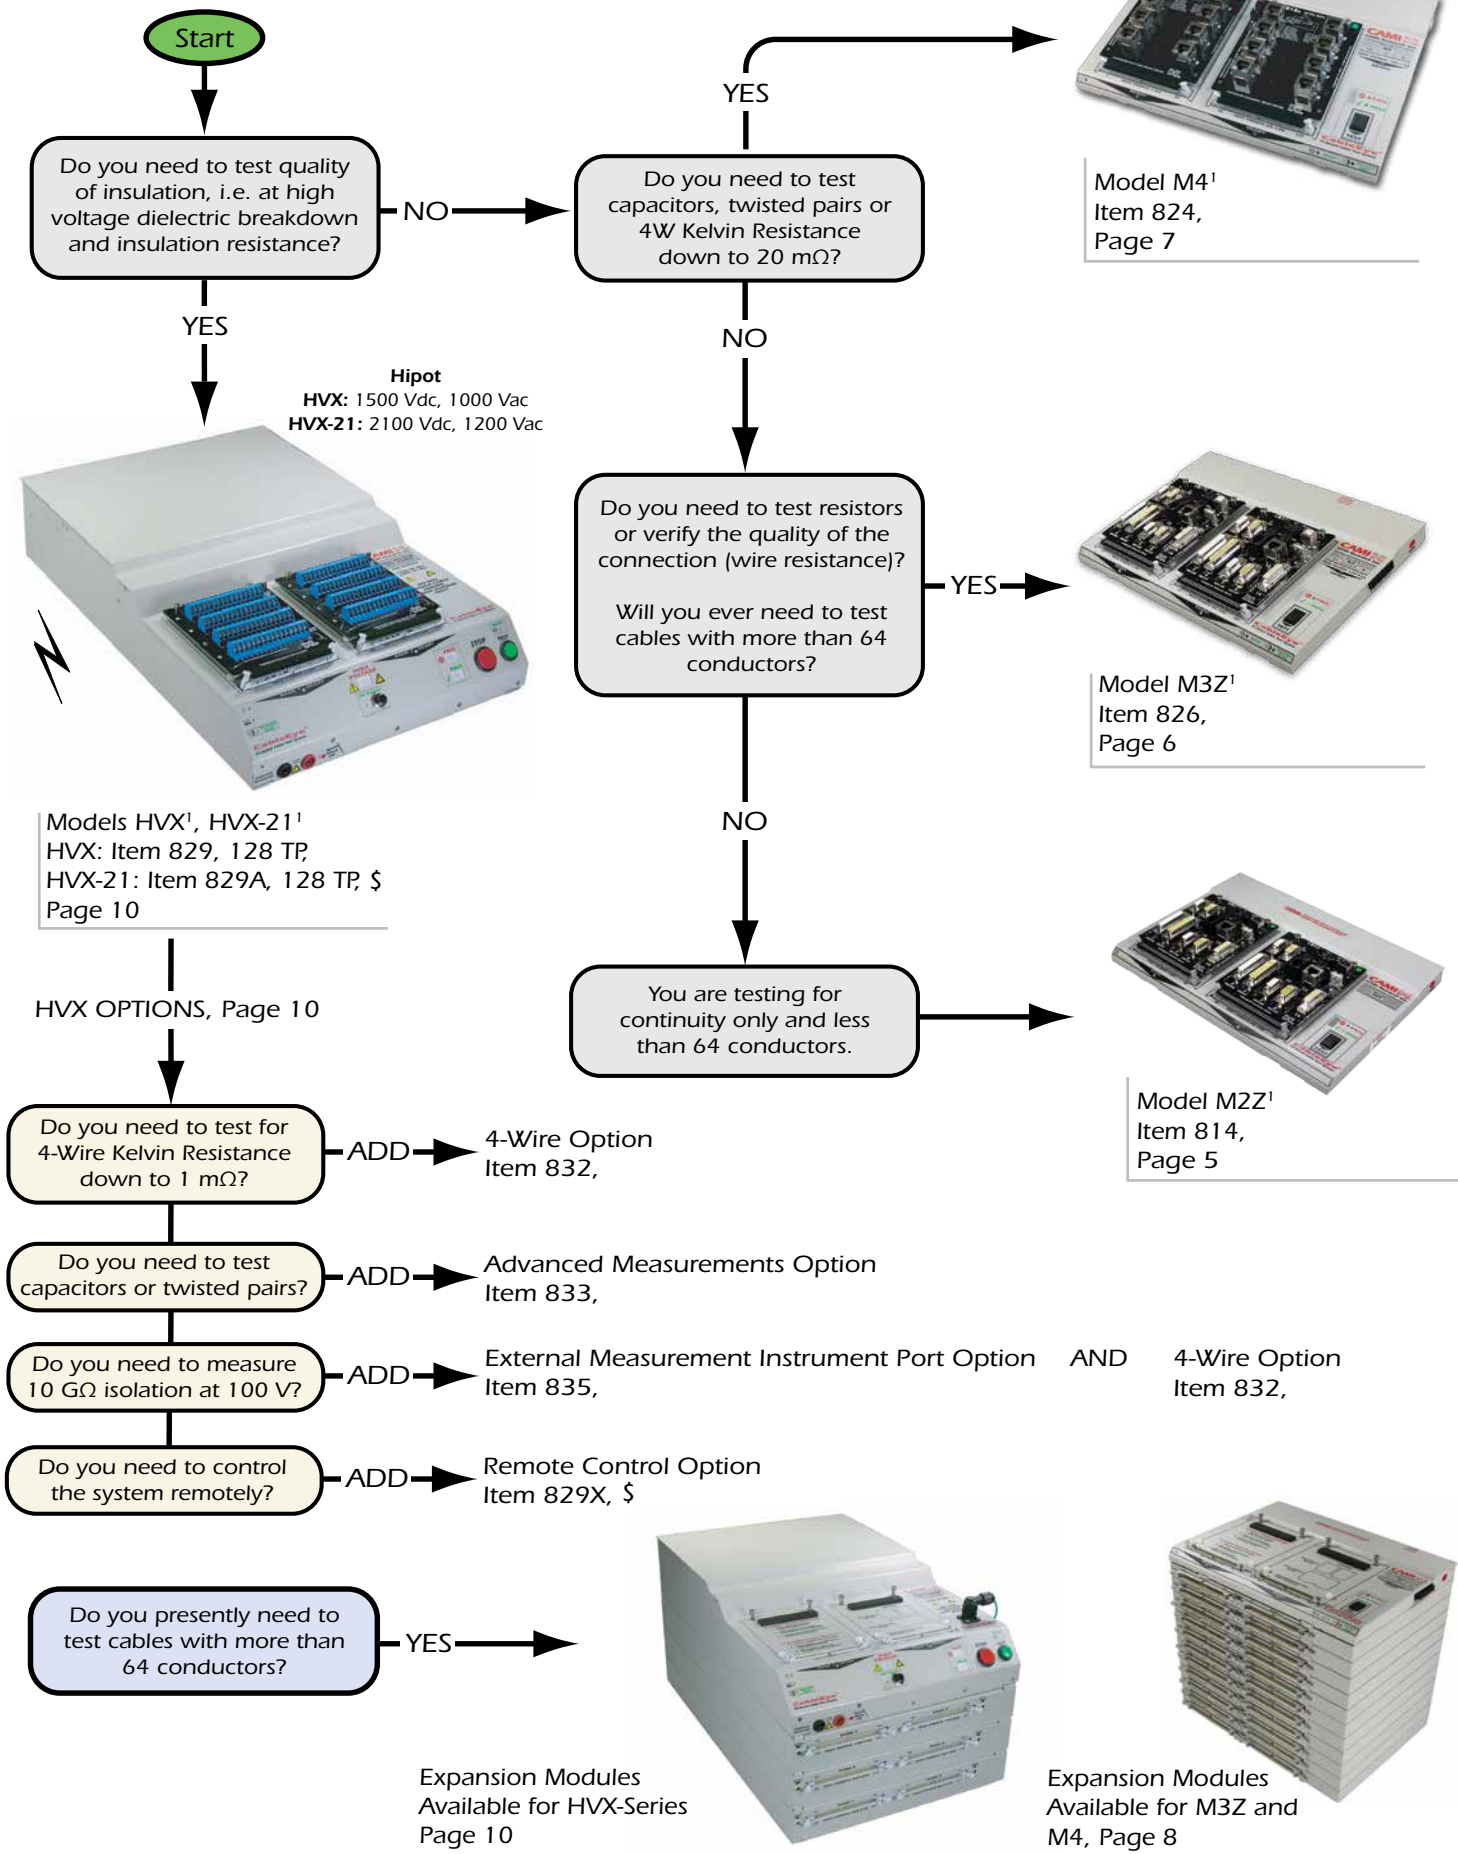 Start
Do you need to test quality
of insulation, i.e. at high
voltage dielectric breakdown
and insulation resistance?
NO
YES
Do you need to test
capacitors, twisted pairs or
4W Kelvin Resistance
down to 20 mΩ?
YES
CAMI
Model M4¹
Item 824,
Page 7
NO
Hipot
HVX: 1500 Vdc, 1000 Vac
HVX-21: 2100 Vdc, 1200 Vac
STOP
TEST
CableEye
Models HVX¹, HVX-21¹
HVX: Item 829, 128 TP,
HVX-21: Item 829A, 128 TP, $
Page 10
Do you need to test resistors
or verify the quality of the
connection (wire resistance)?
Will you ever need to test
cables with more than 64
conductors?
YES
CAMI
CableEye
Model M3Z¹
Item 826,
Page 6
NO
You are testing for
continuity only and less
than 64 conductors.
CAMI
CableEye
Model M2Z¹
Item 814,
Page 5
HVX OPTIONS, Page 10
Do you need to test for
4-Wire Kelvin Resistance
down to 1 mΩ?
ADD
4-Wire Option
Item 832,
Do you need to test
capacitors or twisted pairs?
ADD
Advanced Measurements Option
Item 833,
Do you need to measure
10 GΩ isolation at 100 V?
ADD
External Measurement Instrument Port Option AND 4-Wire Option
Item 835, Item 832,
Do you need to control
the system remotely?
ADD
Remote Control Option
Item 829X, $
Do you presently need to
test cables with more than
64 conductors?
YES
CableEye
Expansion Modules
Available for HVX-Series
Page 10
CAMI
Expansion Modules
Available for M3Z and
M4, Page 8